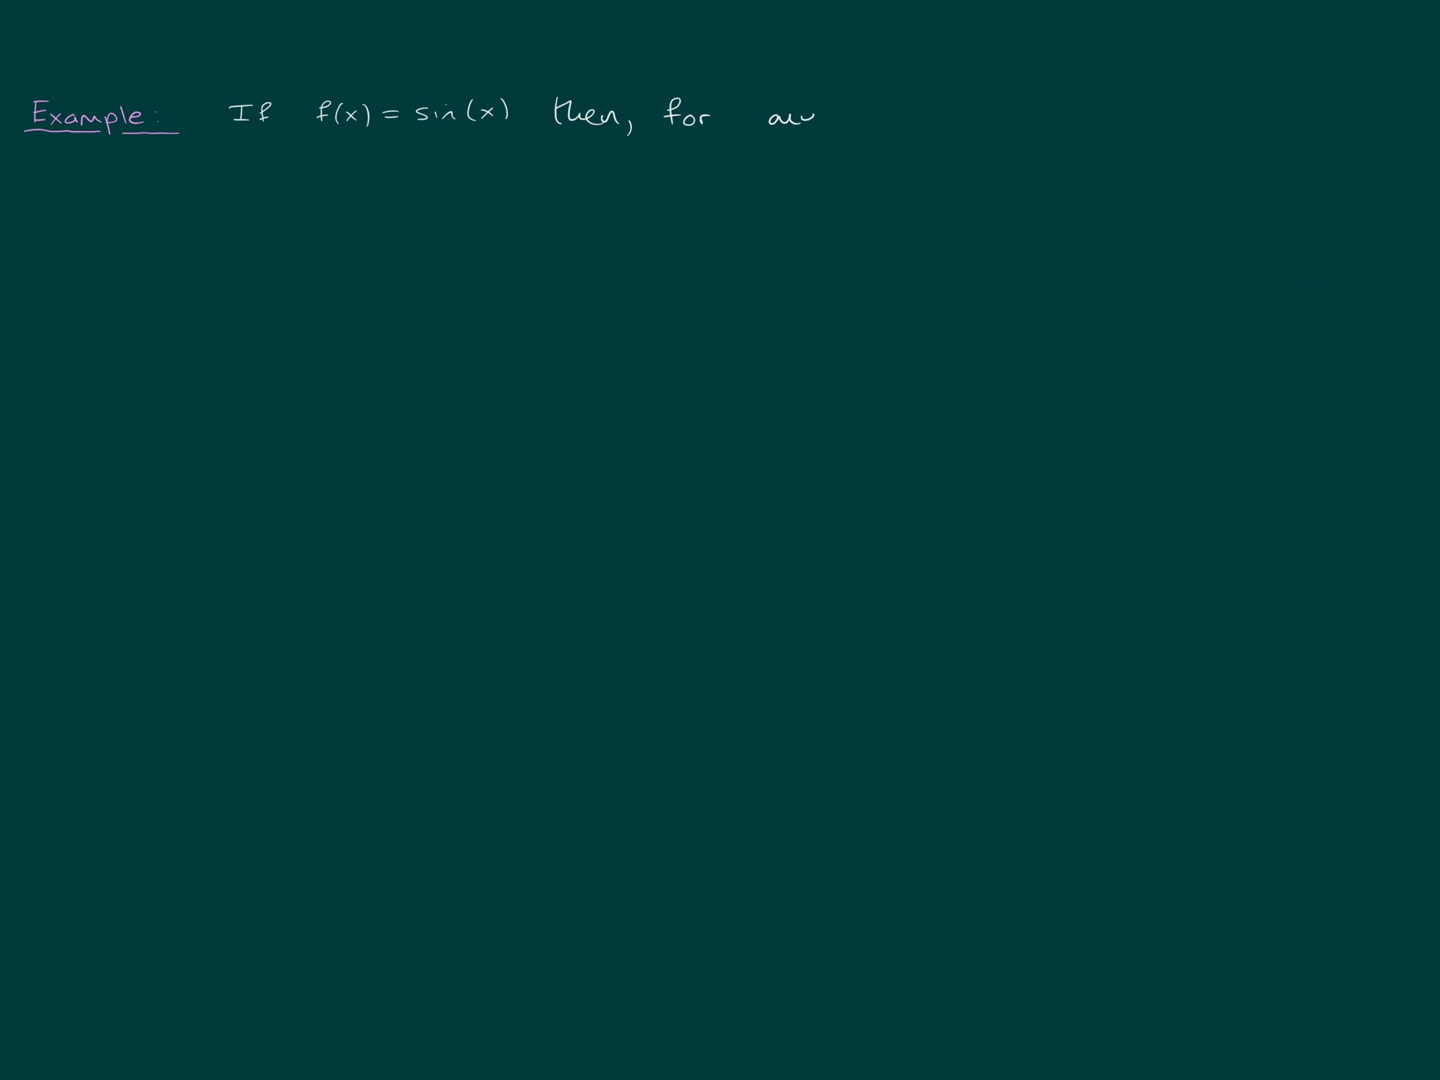 Example: If f(x) = sin(x) then, for